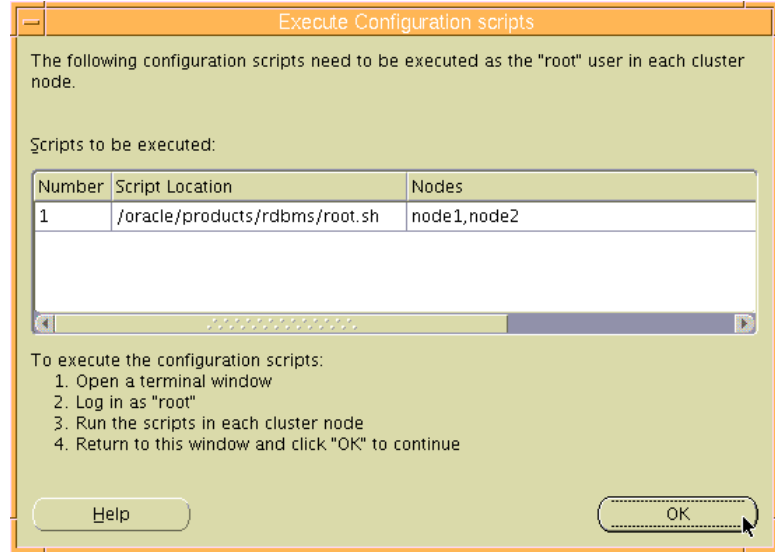 Execute Configuration scripts
The following configuration scripts need to be executed as the "root" user in each cluster
node.
Scripts to be executed:
Number Script Location Nodes
1 /oracle/products/rdbms/root.sh node1,node2
To execute the configuration scripts:
1. Open a terminal window
2. Log in as "root"
3. Run the scripts in each cluster node
4. Return to this window and click "OK" to continue
Help OK